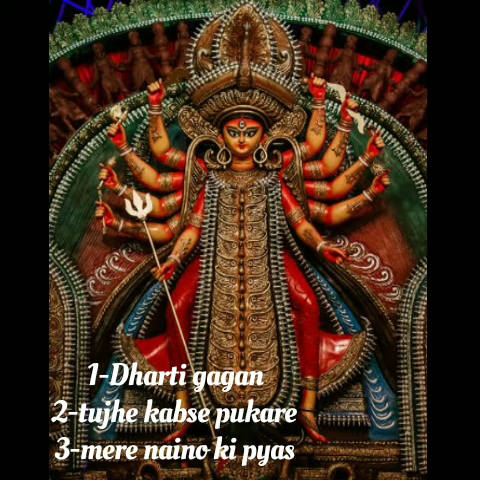 1-Dharti gagan
2-tujhe kabse pukare
3-mere naino ki pyas